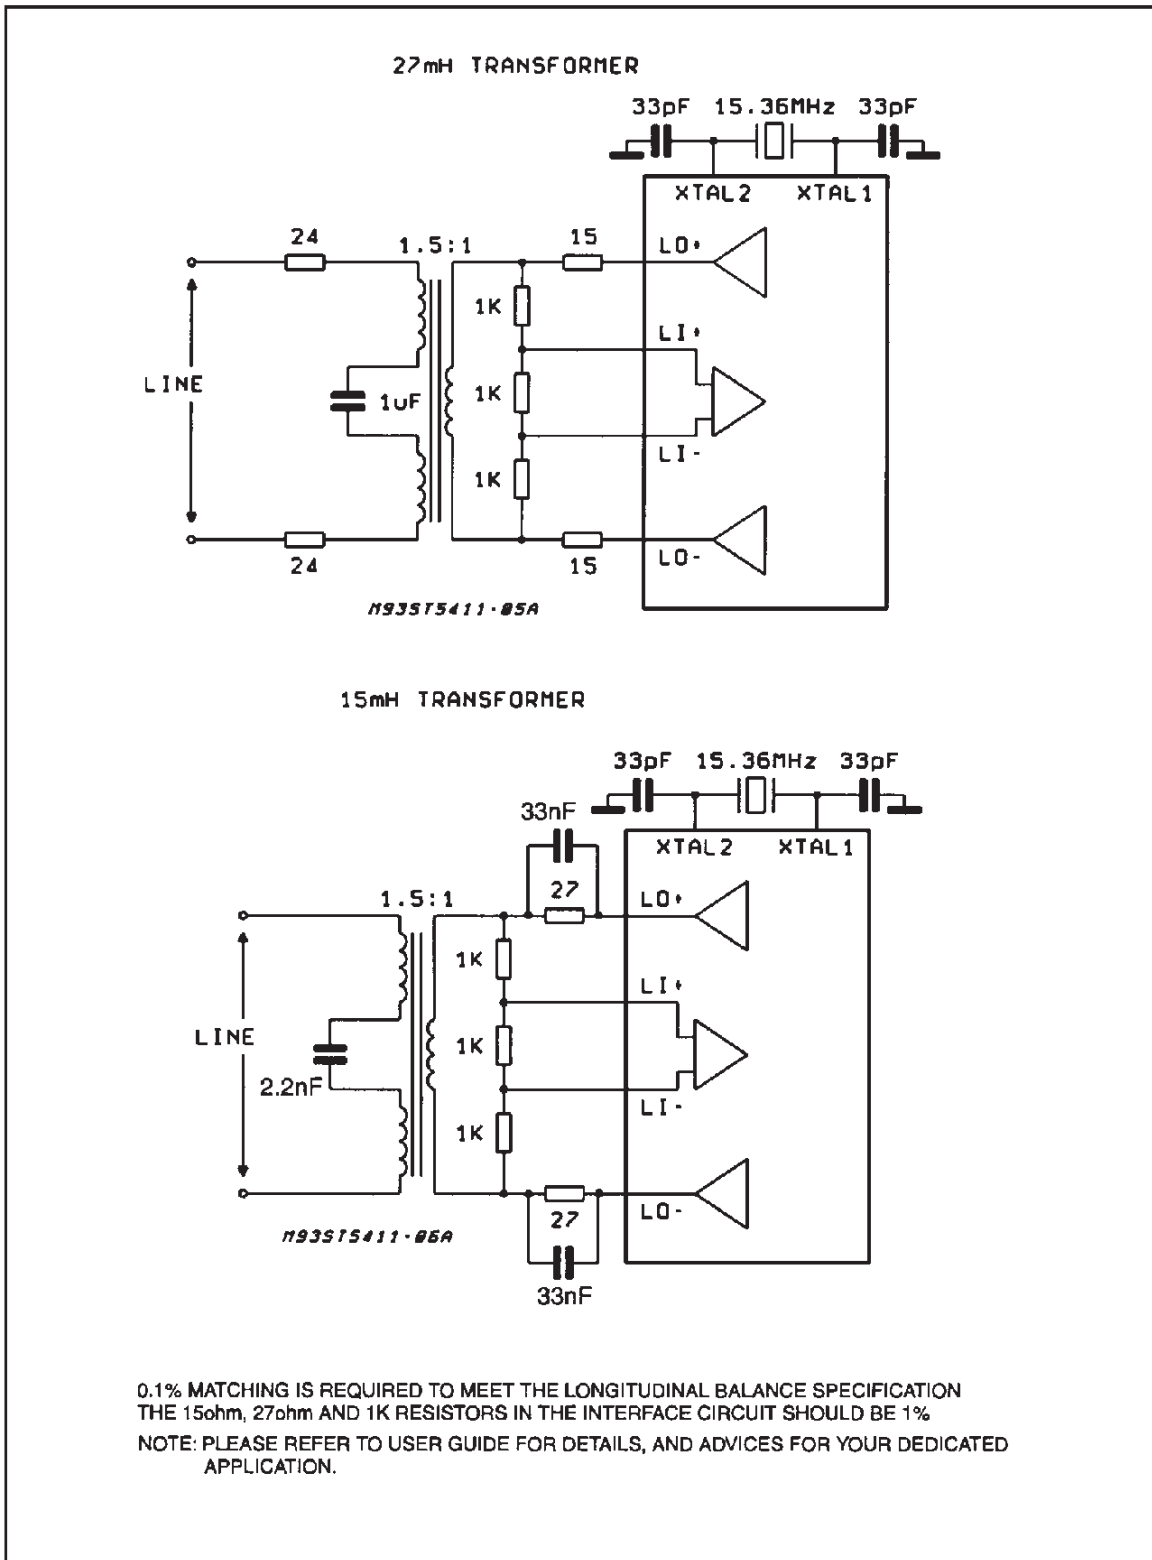 27mH TRANSFORMER
33pF 15.36MHz 33pF
XTAL2 XTAL1
24 1.5:1 15 LO+
1K
LI+
LINE 1uF 1K
LI-
1K
24 15 LO-
M93ST5411-05A
15mH TRANSFORMER
33pF 15.36MHz 33pF
33nF
XTAL2 XTAL1
1.5:1 27 LO+
1K
LI+
LINE 1K
2.2nF
LI-
1K
27 LO-
M93ST5411-06A
33nF
0.1% MATCHING IS REQUIRED TO MEET THE LONGITUDINAL BALANCE SPECIFICATION
THE 15ohm, 27ohm AND 1K RESISTORS IN THE INTERFACE CIRCUIT SHOULD BE 1%
NOTE: PLEASE REFER TO USER GUIDE FOR DETAILS, AND ADVICES FOR YOUR DEDICATED
APPLICATION.